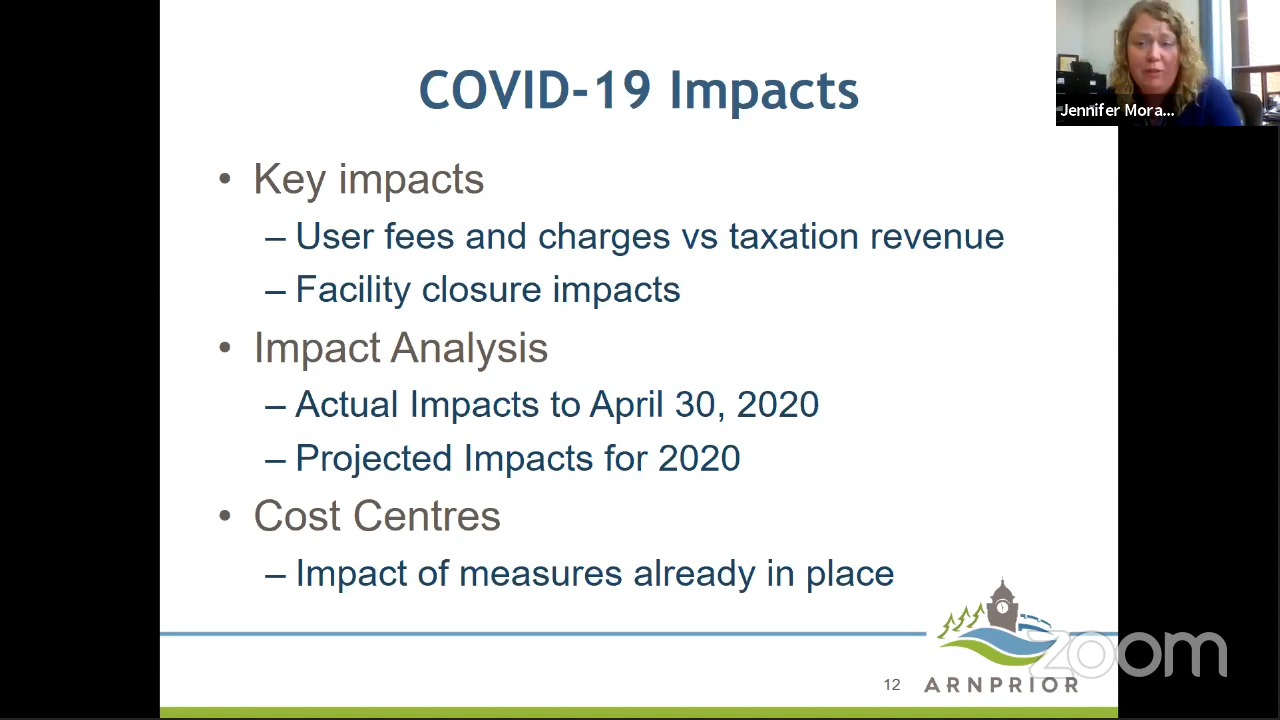 COVID-19 Impacts
Jennifer Mora...
• Key impacts
– User fees and charges vs taxation revenue
– Facility closure impacts
• Impact Analysis
– Actual Impacts to April 30, 2020
– Projected Impacts for 2020
• Cost Centres
– Impact of measures already in place
zoom
12
ARNPRIOR